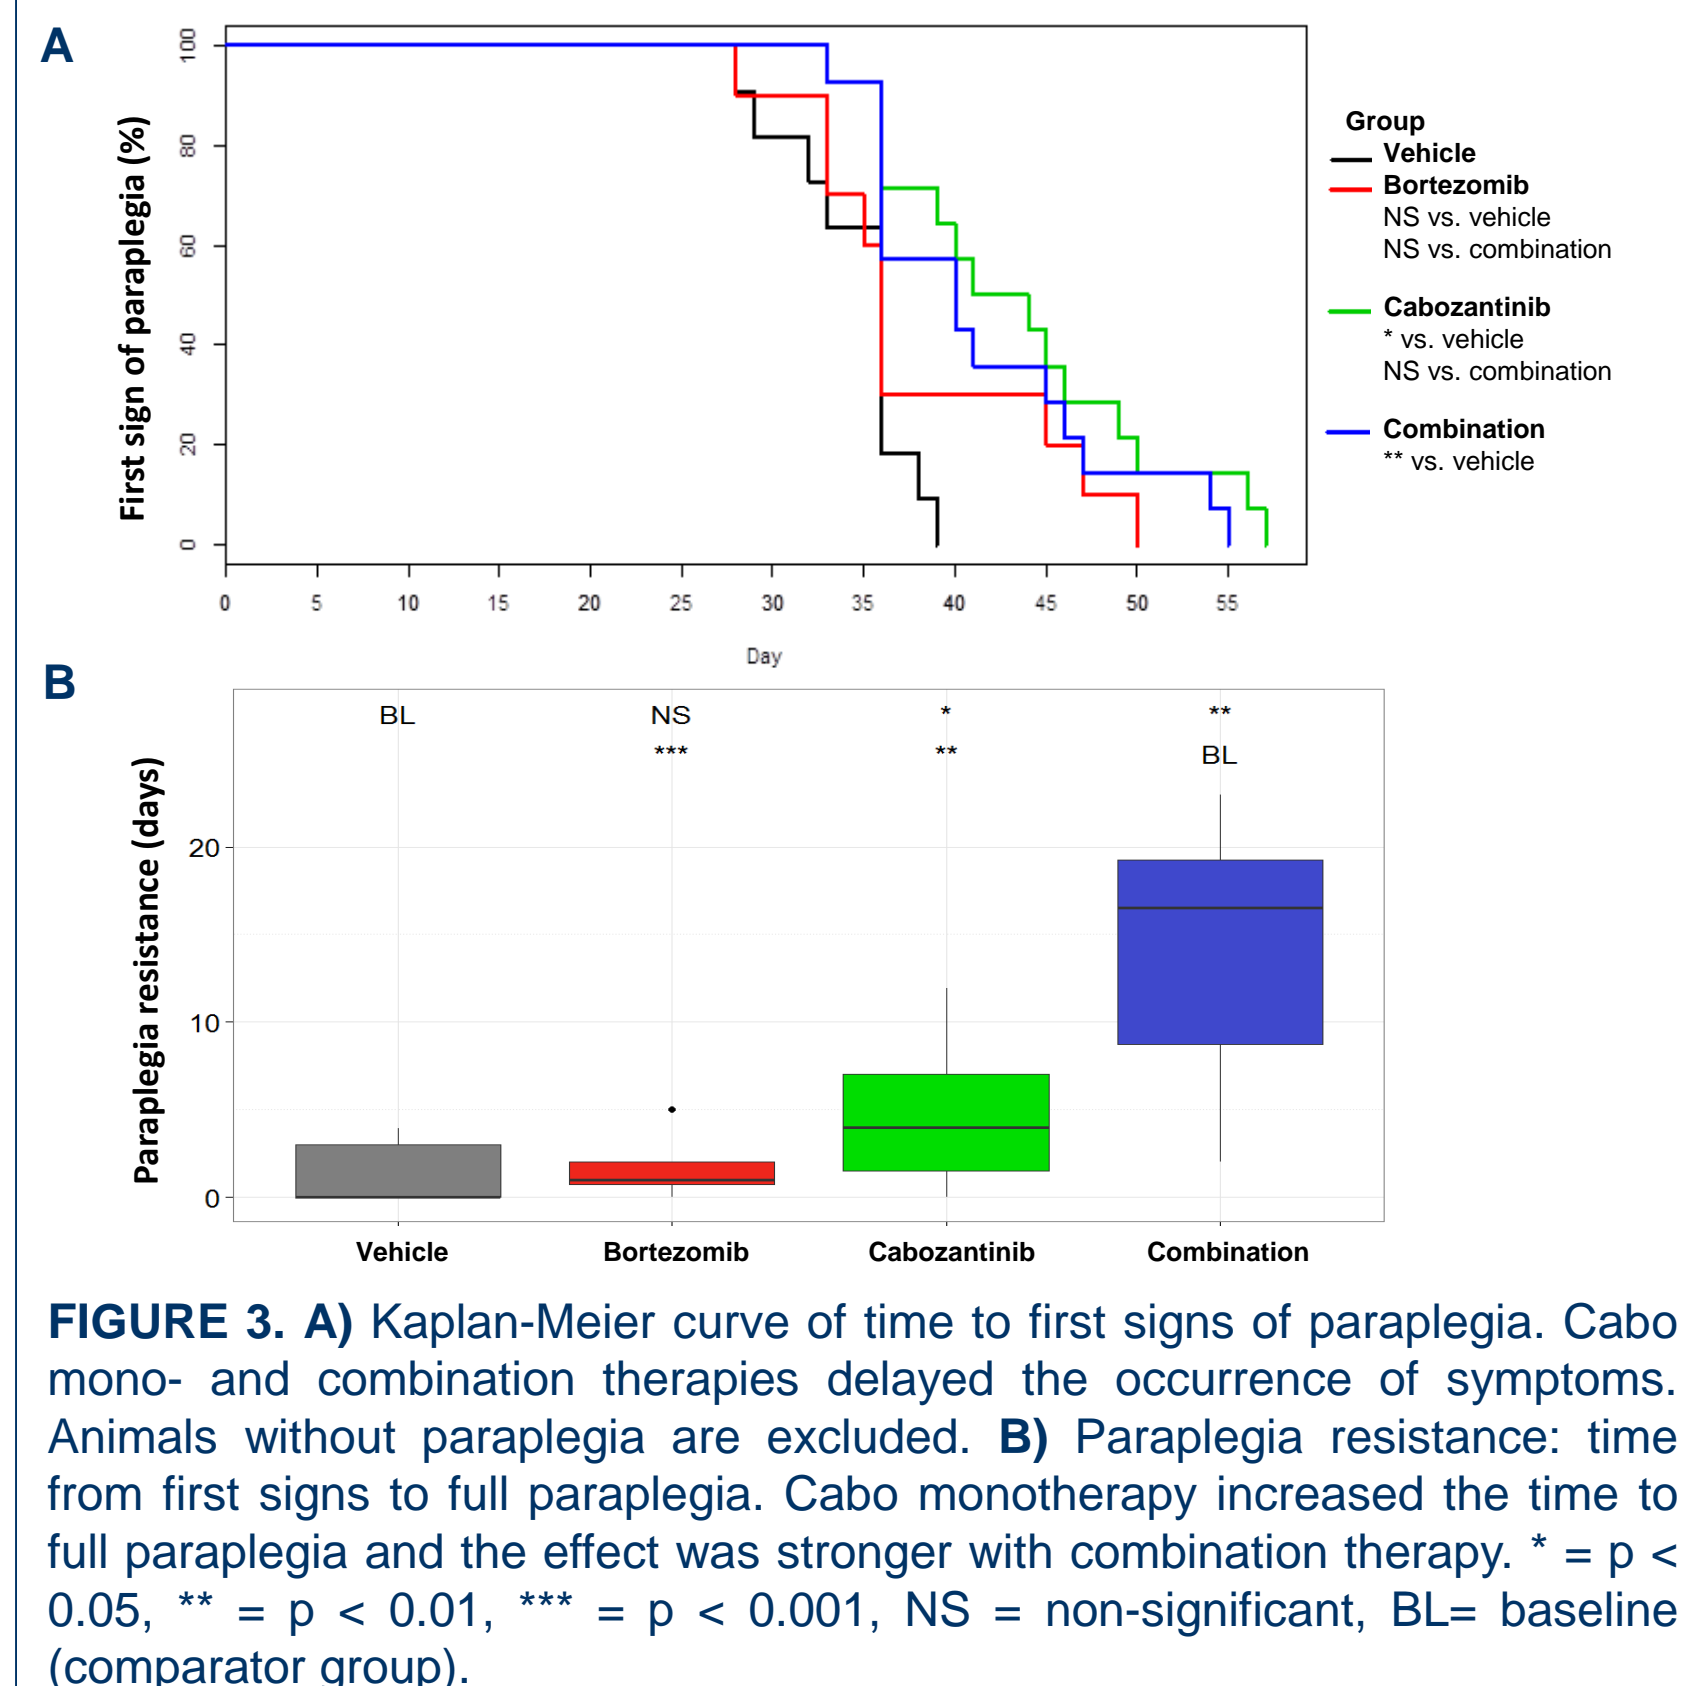 A
First sign of paraplegia (%)
100
80
60
40
20
0
0 5 10 15 20 25 30 35 40 45 50 55
Day
Group
Vehicle
Bortezomib
NS vs. vehicle
NS vs. combination
Cabozantinib
* vs. vehicle
NS vs. combination
Combination
** vs. vehicle
B
Paraplegia resistance (days)
BL NS * **
*** ** BL
20
10
0
Vehicle Bortezomib Cabozantinib Combination
FIGURE 3. A) Kaplan-Meier curve of time to first signs of paraplegia. Cabo
mono- and combination therapies delayed the occurrence of symptoms.
Animals without paraplegia are excluded. B) Paraplegia resistance: time
from first signs to full paraplegia. Cabo monotherapy increased the time to
full paraplegia and the effect was stronger with combination therapy. * = p <
0.05, ** = p < 0.01, *** = p < 0.001, NS = non-significant, BL= baseline
(comparator group).